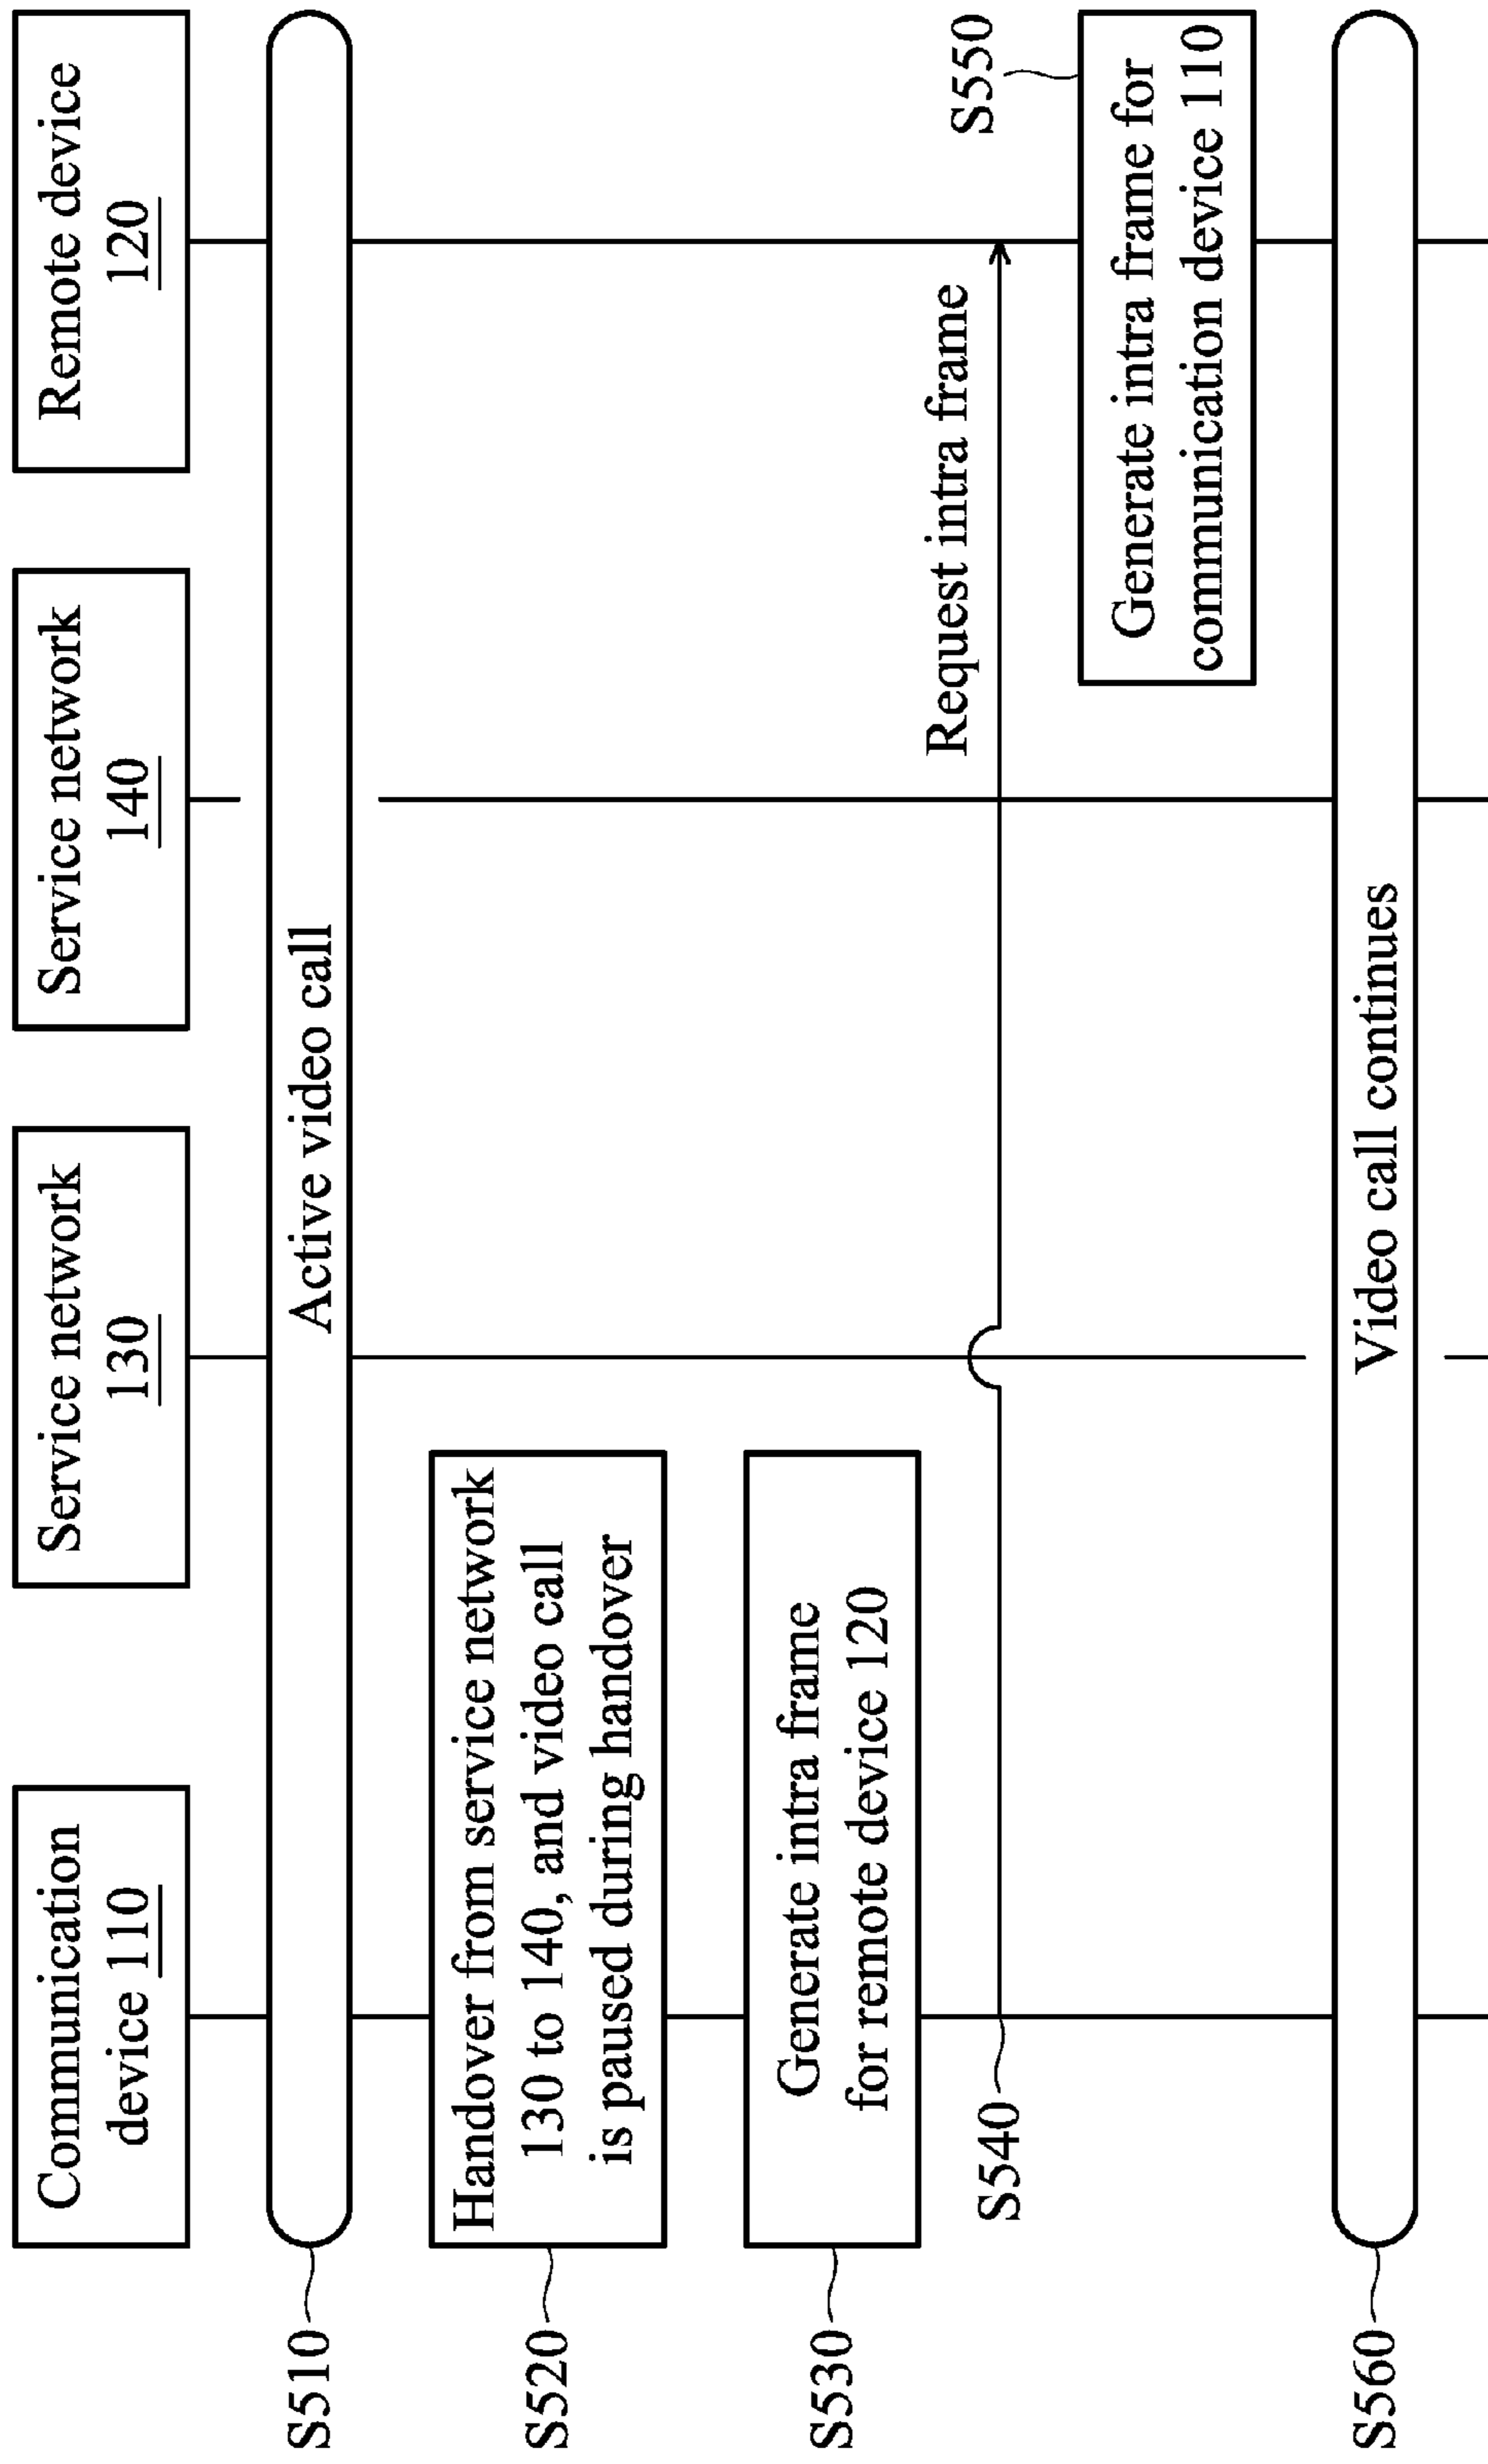 Communication
device 110
Service network
130
Service network
140
Remote device
120
S510
Active video call
S520
Handover from service network
130 to 140, and video call
is paused during handover
S530
Generate intra frame
for remote device 120
S540
Request intra frame
S550
Generate intra frame for
communication device 110
S560
Video call continues